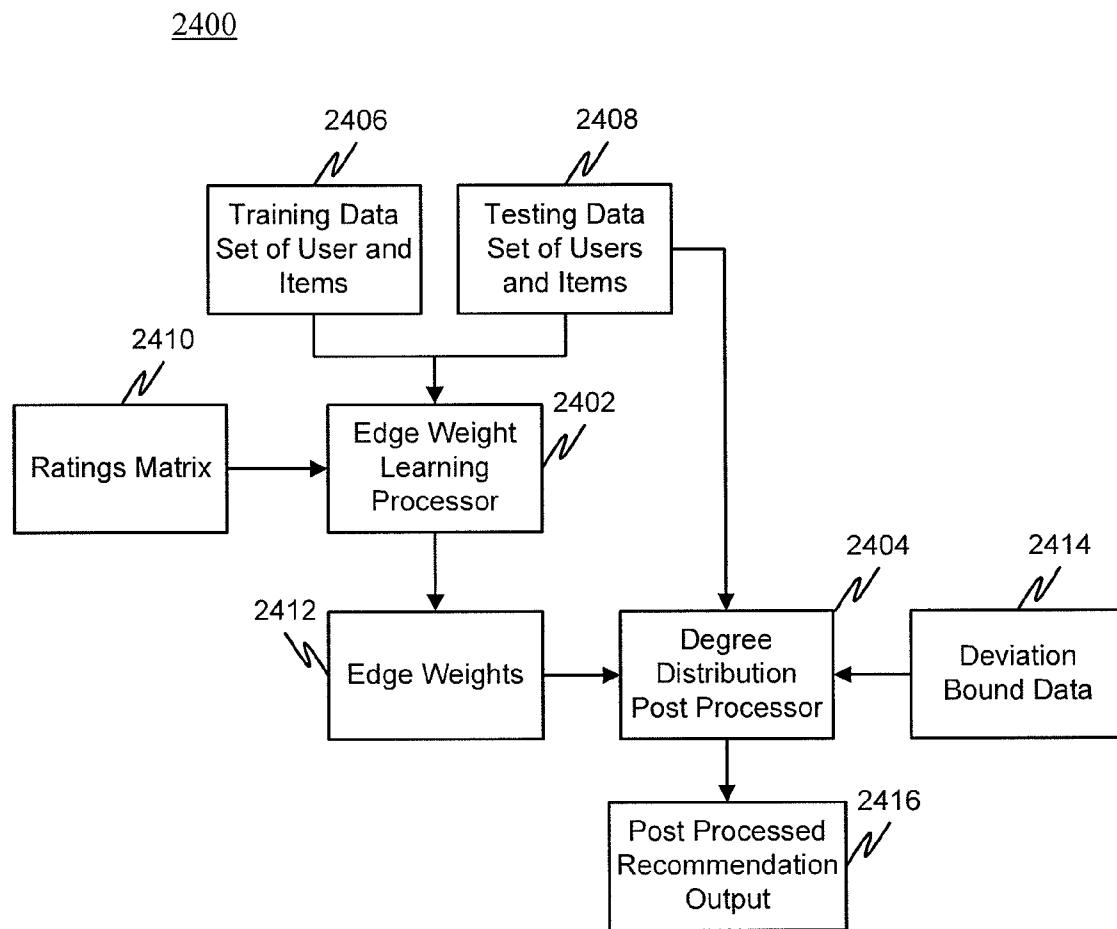 2400
2406
2408
Training Data
Set of User and
Items
Testing Data
Set of Users
and Items
2410
Ratings Matrix
2402
Edge Weight
Learning
Processor
2412
Edge Weights
2404
Degree
Distribution
Post Processor
2414
Deviation
Bound Data
2416
Post Processed
Recommendation
Output